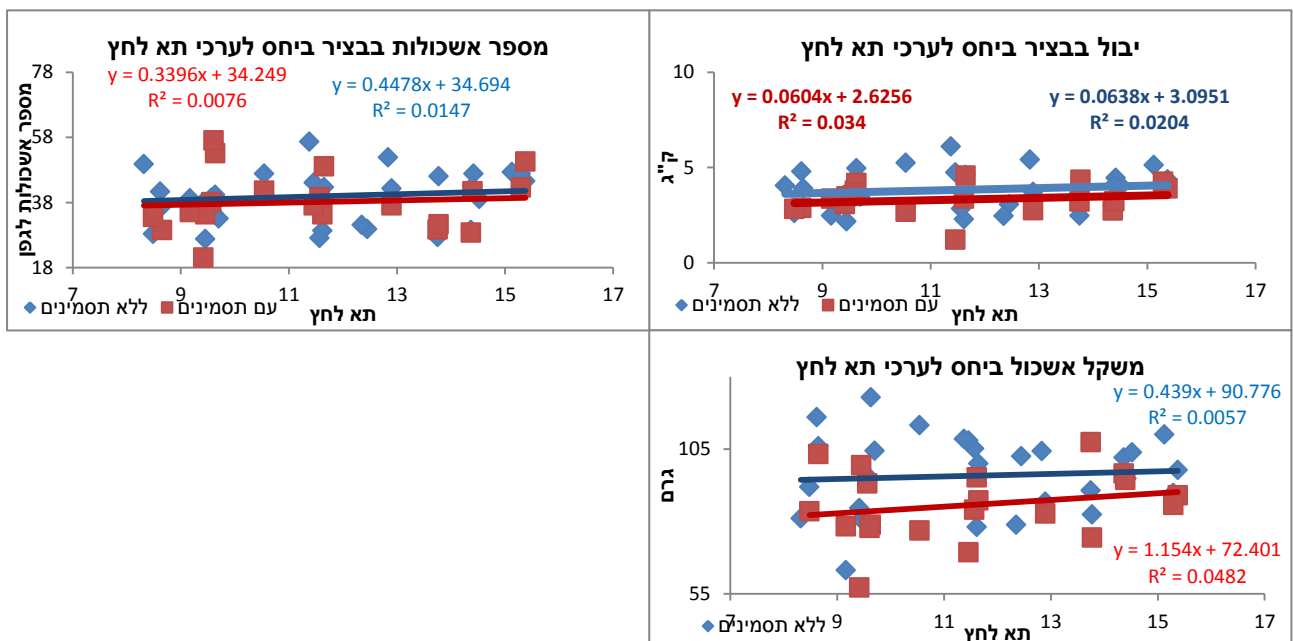 יבול בבציר ביחס לערכי תא לחץ
y = 0.0604x + 2.6256
R² = 0.034
y = 0.0638x + 3.0951
R² = 0.0204
ק"ג
10
5
0
7 9 11 13 15 17
תא לחץ
ללא תסמינים עם תסמינים
מספר אשכולות בבציר ביחס לערכי תא לחץ
y = 0.3396x + 34.249
R² = 0.0076
y = 0.4478x + 34.694
R² = 0.0147
מספר אשכולות לגפן
78
58
38
18
7 9 11 13 15 17
תא לחץ
ללא תסמינים עם תסמינים
משקל אשכול ביחס לערכי תא לחץ
y = 0.439x + 90.776
R² = 0.0057
y = 1.154x + 72.401
R² = 0.0482
גרם
105
55
7 9 11 13 15 17
תא לחץ
ללא תסמינים